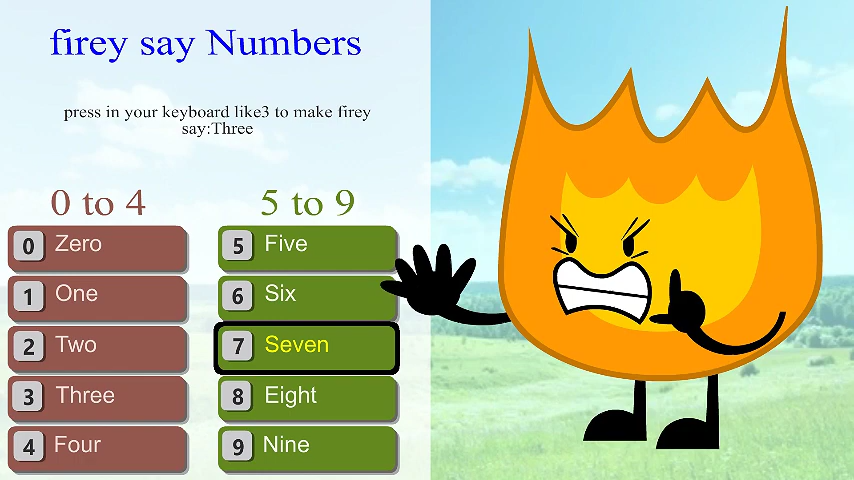 firey say Numbers
press in your keyboard like3 to make firey
say:Three
0 to 4
0 Zero
1 One
2 Two
3 Three
4 Four
5 to 9
5 Five
6 Six
7 Seven
8 Eight
9 Nine